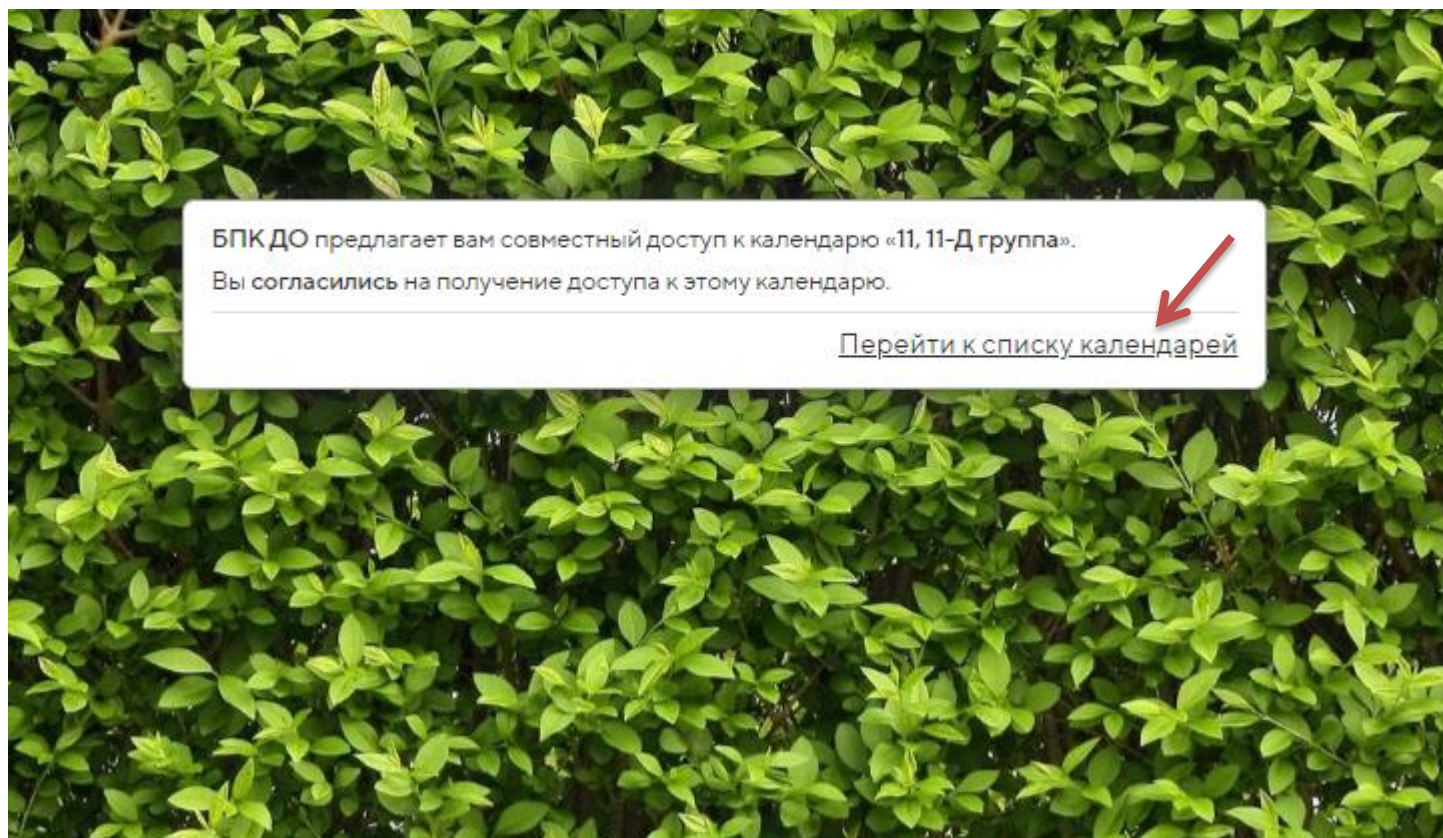 БПК ДО предлагает вам совместный доступ к календарю «11, 11-Д группа».
Вы согласились на получение доступа к этому календарю.
Перейти к списку календарей